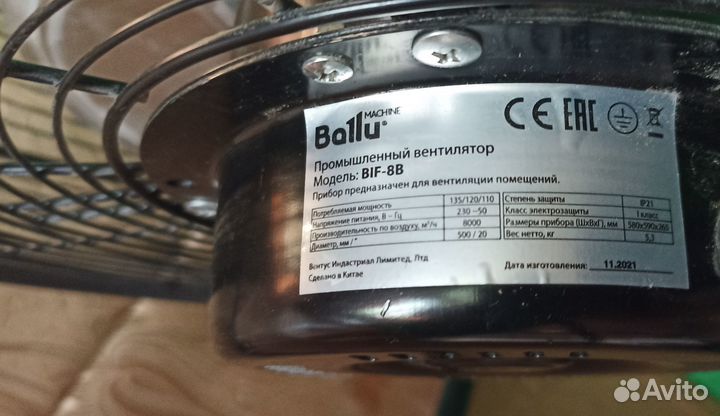 Ballu®
MACHINE
CE EAC
Промышленный вентилятор
Модель: BIF-8B
Прибор предназначен для вентиляции помещений.
Потребляемая мощность 135/120/110
Напряжение питания, В ~ Гц 230 ~50
Производительность по воздуху, м³/ч 8000
Диаметр, мм / " 500 / 20
Степень защиты IP21
Класс электрозащиты I класс
Размеры прибора (ШxВxГ), мм 580x590x265
Вес нетто, кг 5,3
Вентус Индастриал Лимитед, Лтд
Сделано в Китае
Дата изготовления: 11.2021
Avito